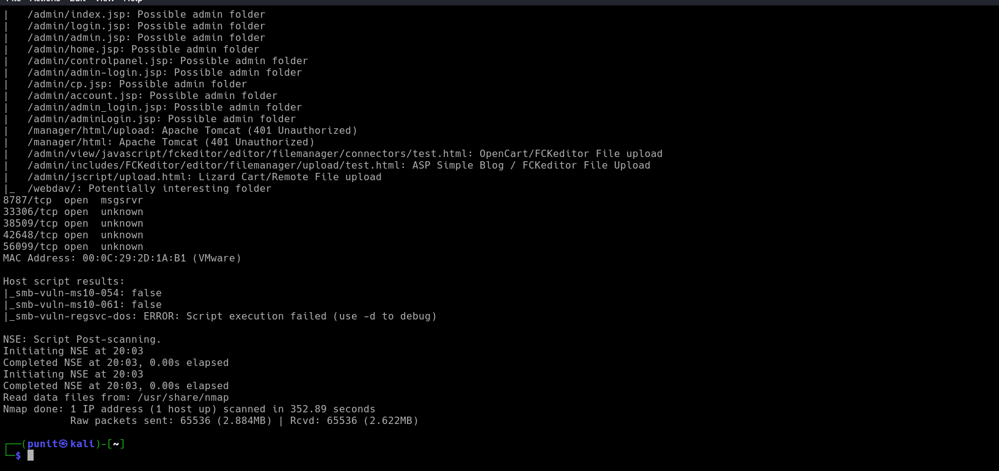 File Actions Edit View Help
|   /admin/index.jsp: Possible admin folder
|   /admin/login.jsp: Possible admin folder
|   /admin/admin.jsp: Possible admin folder
|   /admin/home.jsp: Possible admin folder
|   /admin/controlpanel.jsp: Possible admin folder
|   /admin/admin-login.jsp: Possible admin folder
|   /admin/cp.jsp: Possible admin folder
|   /admin/account.jsp: Possible admin folder
|   /admin/admin_login.jsp: Possible admin folder
|   /admin/adminLogin.jsp: Possible admin folder
|   /manager/html/upload: Apache Tomcat (401 Unauthorized)
|   /manager/html: Apache Tomcat (401 Unauthorized)
|   /admin/view/javascript/fckeditor/editor/filemanager/connectors/test.html: OpenCart/FCKeditor File upload
|   /admin/includes/FCKeditor/editor/filemanager/upload/test.html: ASP Simple Blog / FCKeditor File Upload
|   /admin/jscript/upload.html: Lizard Cart/Remote File upload
|_  /webdav/: Potentially interesting folder
8787/tcp  open  msgsrvr
33306/tcp open  unknown
38509/tcp open  unknown
42648/tcp open  unknown
56099/tcp open  unknown
MAC Address: 00:0C:29:2D:1A:B1 (VMware)
Host script results:
|_smb-vuln-ms10-054: false
|_smb-vuln-ms10-061: false
|_smb-vuln-regsvc-dos: ERROR: Script execution failed (use -d to debug)
NSE: Script Post-scanning.
Initiating NSE at 20:03
Completed NSE at 20:03, 0.00s elapsed
Initiating NSE at 20:03
Completed NSE at 20:03, 0.00s elapsed
Read data files from: /usr/share/nmap
Nmap done: 1 IP address (1 host up) scanned in 352.89 seconds
           Raw packets sent: 65536 (2.884MB) | Rcvd: 65536 (2.622MB)
┌──(punit㉿kali)-[~]
└─$